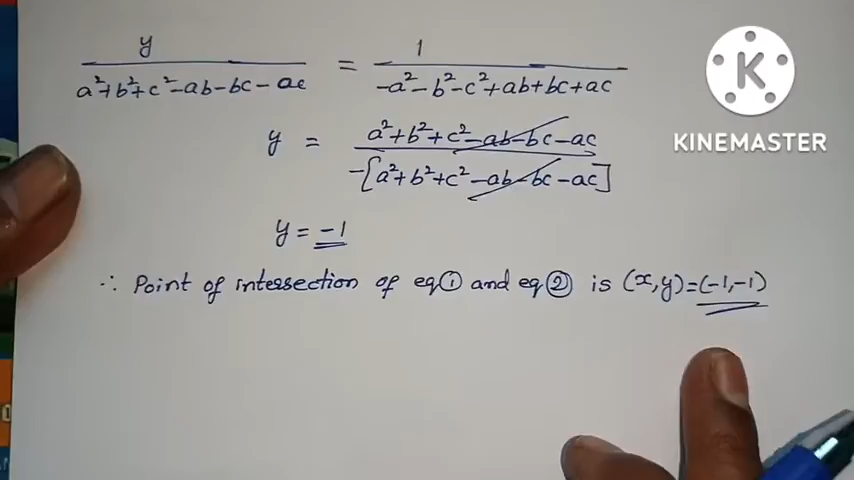 y / a²+b²+c²-ab-bc-ac = 1 / -a²-b²-c²+ab+bc+ac
y = a²+b²+c²-ab-bc-ac / -[a²+b²+c²-ab-bc-ac]
y = -1
∴ Point of intersection of eq① and eq② is (x,y)=(-1,-1)
K
KINEMASTER